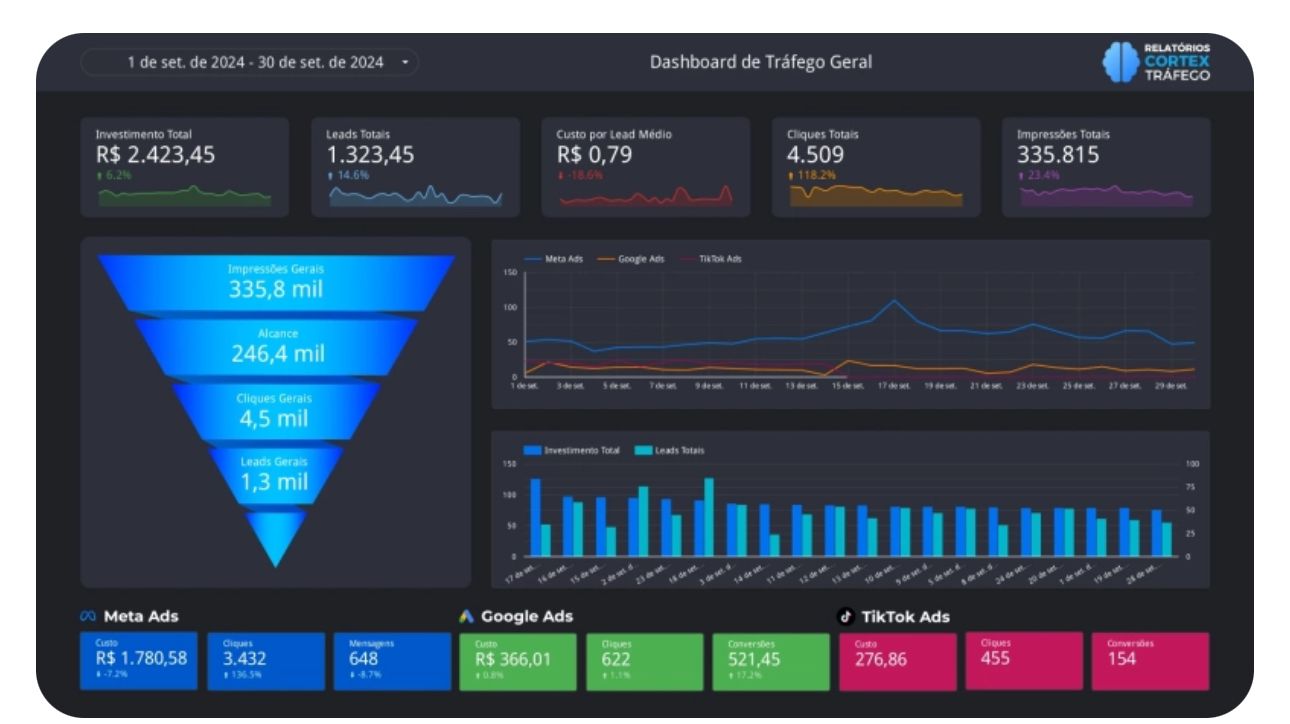 1 de set. de 2024 - 30 de set. de 2024
Dashboard de Tráfego Geral
RELATÓRIOS
CORTEX
TRÁFEGO
Investimento Total
R$ 2.423,45
6.2%
Leads Totais
1.323,45
14.6%
Custo por Lead Médio
R$ 0,79
-18.6%
Cliques Totais
4.509
118.2%
Impressões Totais
335.815
23.4%
Impressões Gerais
335,8 mil
Alcance
246,4 mil
Cliques Gerais
4,5 mil
Leads Gerais
1,3 mil
Meta Ads
Google Ads
TikTok Ads
150
100
50
0
1 de set.
3 de set.
5 de set.
7 de set.
9 de set.
11 de set.
13 de set.
15 de set.
17 de set.
19 de set.
21 de set.
23 de set.
25 de set.
27 de set.
29 de set.
Investimento Total
Leads Totais
150
100
50
0
100
75
50
25
0
17 de set...
16 de set...
15 de set...
2 de set. d...
23 de set...
18 de set...
3 de set. d...
14 de set...
11 de set...
12 de set...
13 de set...
10 de set...
9 de set. d...
5 de set. d...
8 de set. d...
24 de set...
20 de set...
1 de set. d...
19 de set...
28 de set...
Meta Ads
Custo
R$ 1.780,58
-7.2%
Cliques
3.432
136.5%
Mensagens
648
-8.7%
Google Ads
Custo
R$ 366,01
0.8%
Cliques
622
1.1%
Conversões
521,45
17.2%
TikTok Ads
Custo
276,86
Cliques
455
Conversões
154